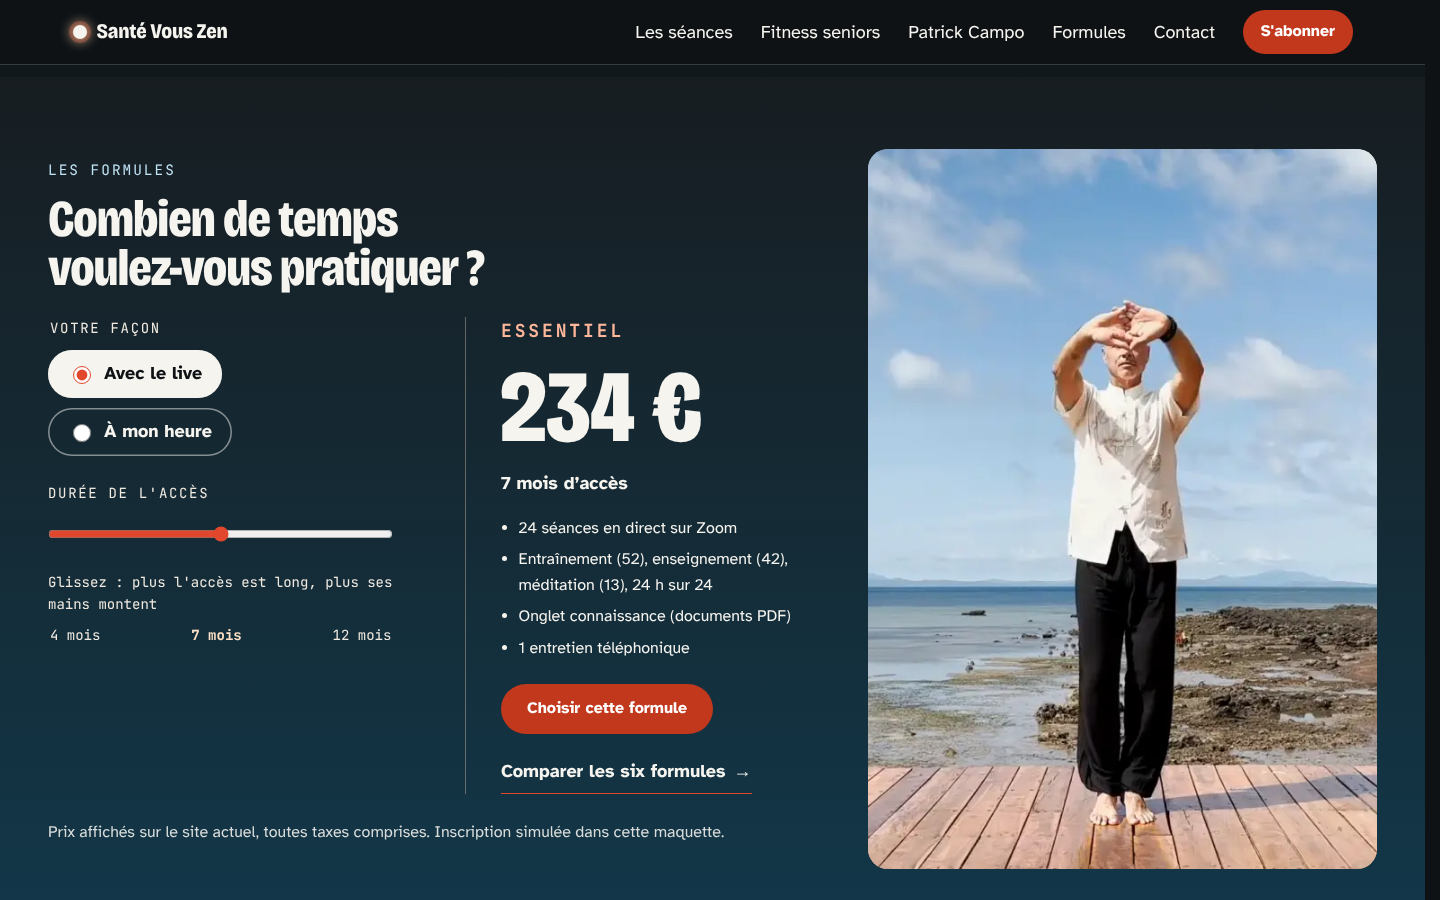 Santé Vous Zen
Les séances
Fitness seniors
Patrick Campo
Formules
Contact
S'abonner
LES FORMULES
Combien de temps
voulez-vous pratiquer ?
VOTRE FAÇON
Avec le live
À mon heure
DURÉE DE L'ACCÈS
Glissez : plus l'accès est long, plus ses
mains montent
4 mois
7 mois
12 mois
ESSENTIEL
234 €
7 mois d’accès
• 24 séances en direct sur Zoom
• Entraînement (52), enseignement (42),
méditation (13), 24 h sur 24
• Onglet connaissance (documents PDF)
• 1 entretien téléphonique
Choisir cette formule
Comparer les six formules →
Prix affichés sur le site actuel, toutes taxes comprises. Inscription simulée dans cette maquette.